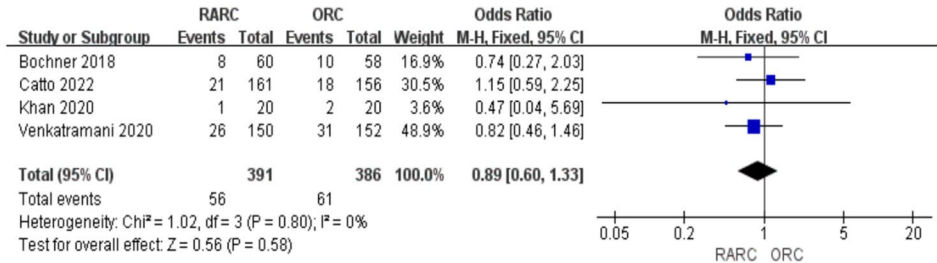 RARC ORC Odds Ratio Odds Ratio
Study or Subgroup Events Total Events Total Weight M-H, Fixed, 95% CI M-H, Fixed, 95% CI
Bochner 2018 8 60 10 58 16.9% 0.74 [0.27, 2.03]
Catto 2022 21 161 18 156 30.5% 1.15 [0.59, 2.25]
Khan 2020 1 20 2 20 3.6% 0.47 [0.04, 5.69]
Venkatramani 2020 26 150 31 152 48.9% 0.82 [0.46, 1.46]
Total (95% CI) 391 386 100.0% 0.89 [0.60, 1.33]
Total events 56 61
Heterogeneity: Chi² = 1.02, df = 3 (P = 0.80); I² = 0%
Test for overall effect: Z = 0.56 (P = 0.58)
0.05 0.2 1 5 20
RARC ORC